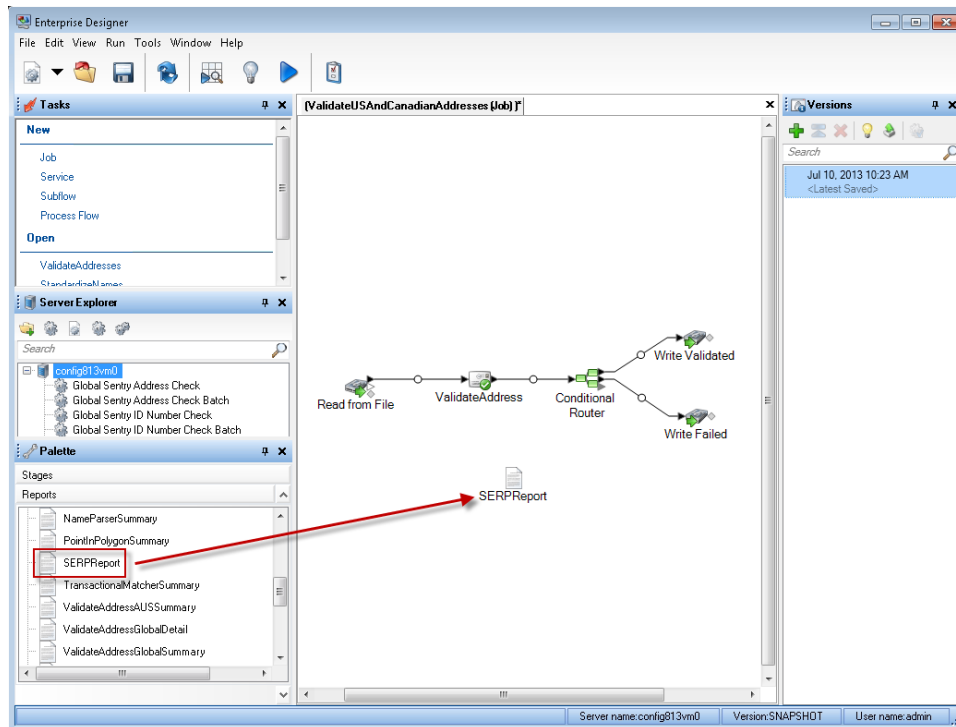 Enterprise Designer
File Edit View Run Tools Window Help
Tasks
New
Job
Service
Subflow
Process Flow
Open
ValidateAddresses
StandardizeNames
Server Explorer
Search
config813vm0
Global Sentry Address Check
Global Sentry Address Check Batch
Global Sentry ID Number Check
Global Sentry ID Number Check Batch
Palette
Stages
Reports
NameParserSummary
PointInPolygonSummary
SERPReport
TransactionalMatcherSummary
ValidateAddressAUSSummary
ValidateAddressGlobalDetail
ValidateAddressGlobalSummary
(ValidateUSAndCanadianAddresses (Job) )*
Read from File
ValidateAddress
Conditional
Router
Write Validated
Write Failed
SERPReport
Versions
Search
Jul 10, 2013 10:23 AM
<Latest Saved>
Server name:config813vm0
Version:SNAPSHOT
User name:admin